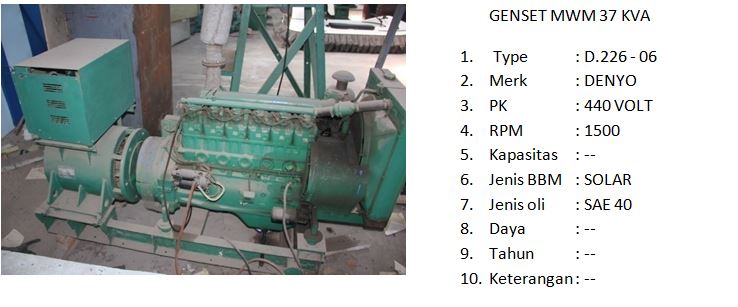 GENSET MWM 37 KVA
1. Type : D.226 - 06
2. Merk : DENYO
3. PK : 440 VOLT
4. RPM : 1500
5. Kapasitas : --
6. Jenis BBM : SOLAR
7. Jenis oli : SAE 40
8. Daya : --
9. Tahun : --
10. Keterangan : --